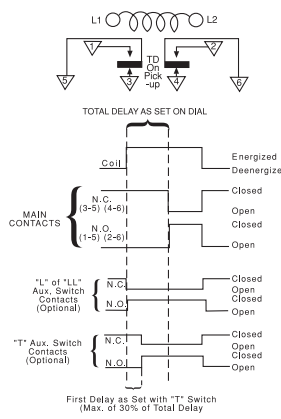 L1 L2
1 2
TD
On
Pick
-up
5 3 4 6
TOTAL DELAY AS SET ON DIAL
Coil
Energized
Deenergize
MAIN
CONTACTS
N.C.
(3-5) (4-6)
Closed
Open
N.O.
(1-5) (2-6)
Closed
Open
"L" of "LL"
Aux. Switch
Contacts
(Optional)
N.C.
Closed
Open
N.O.
Closed
Open
"T" Aux. Switch
Contacts
(Optional)
N.C.
Closed
Open
N.O.
Closed
Open
First Delay as Set with "T" Switch
(Max. of 30% of Total Delay